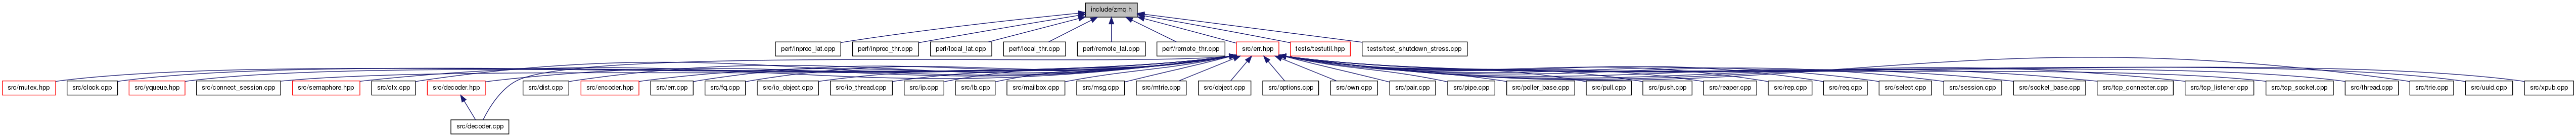 include/zmq.h
perf/inproc_lat.cpp perf/inproc_thr.cpp perf/local_lat.cpp perf/local_thr.cpp perf/remote_lat.cpp perf/remote_thr.cpp src/err.hpp tests/testutil.hpp tests/test_shutdown_stress.cpp
src/mutex.hpp src/clock.cpp src/yqueue.hpp src/connect_session.cpp src/semaphore.hpp src/ctx.cpp src/decoder.hpp src/dist.cpp src/encoder.hpp src/err.cpp src/fq.cpp src/io_object.cpp src/io_thread.cpp src/ip.cpp src/lb.cpp src/mailbox.cpp src/msg.cpp src/mtrie.cpp src/object.cpp src/options.cpp src/own.cpp src/pair.cpp src/pipe.cpp src/poller_base.cpp src/pull.cpp src/push.cpp src/reaper.cpp src/rep.cpp src/req.cpp src/select.cpp src/session.cpp src/socket_base.cpp src/tcp_connecter.cpp src/tcp_listener.cpp src/tcp_socket.cpp src/thread.cpp src/trie.cpp src/uuid.cpp src/xpub.cpp
src/decoder.cpp